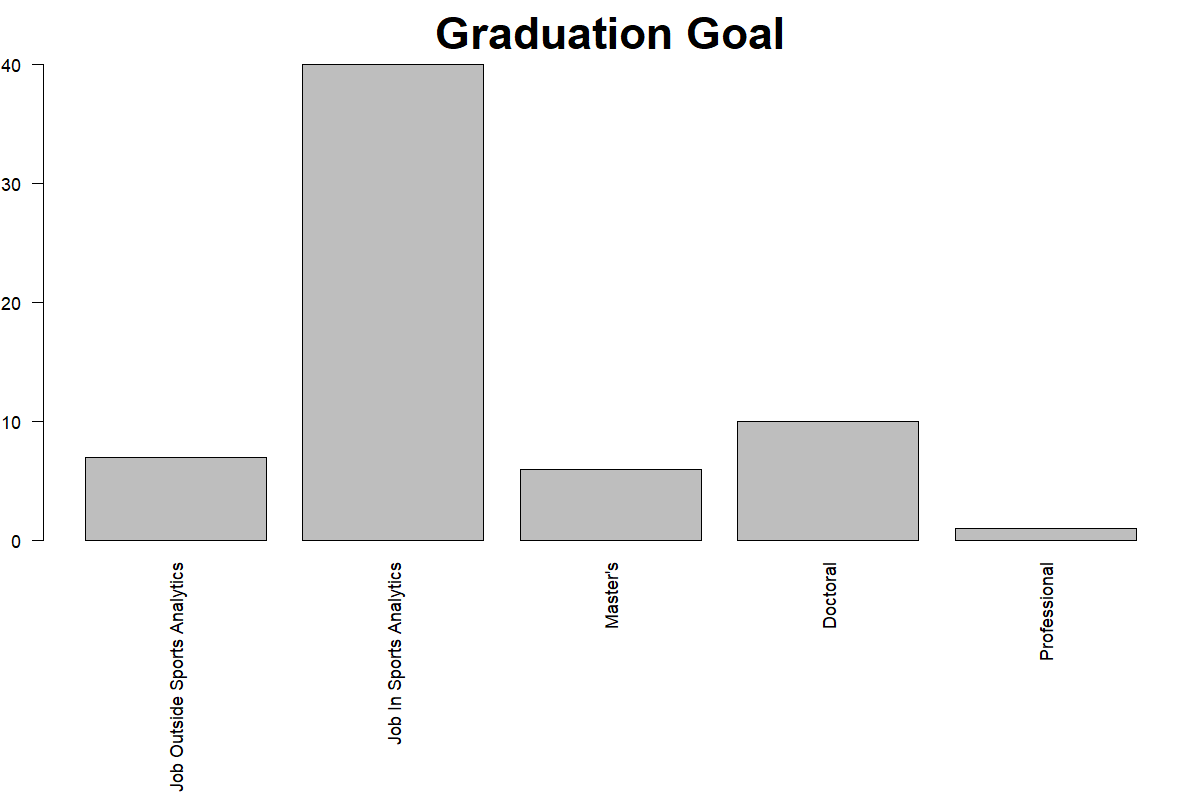 Graduation Goal
40
30
20
10
0
Job Outside Sports Analytics
Job In Sports Analytics
Master's
Doctoral
Professional